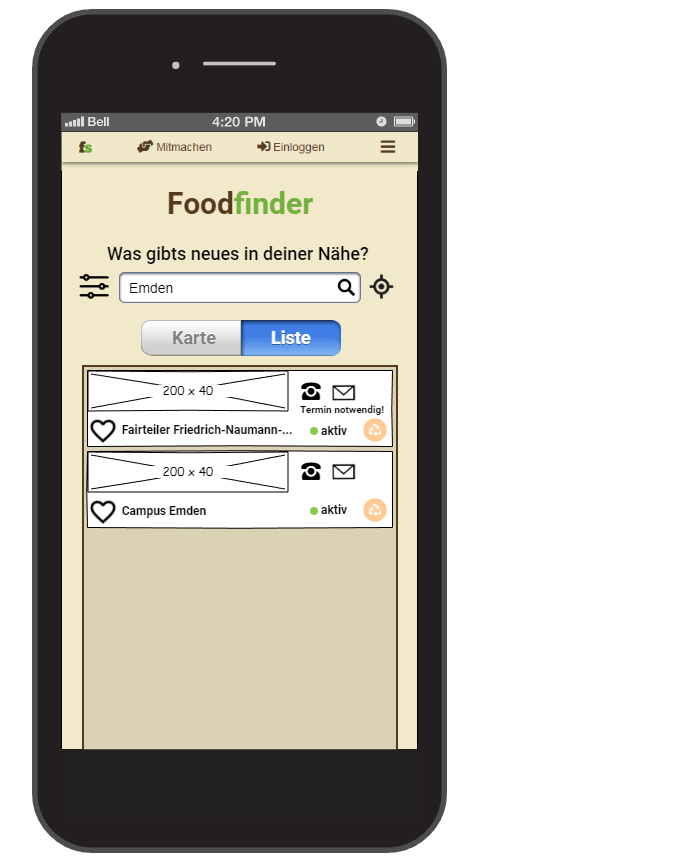 Bell 4:20 PM
fs Mitmachen Einloggen
Foodfinder
Was gibts neues in deiner Nähe?
Emden
Karte Liste
200 x 40
Termin notwendig!
Fairteiler Friedrich-Naumann-... aktiv
200 x 40
Campus Emden aktiv